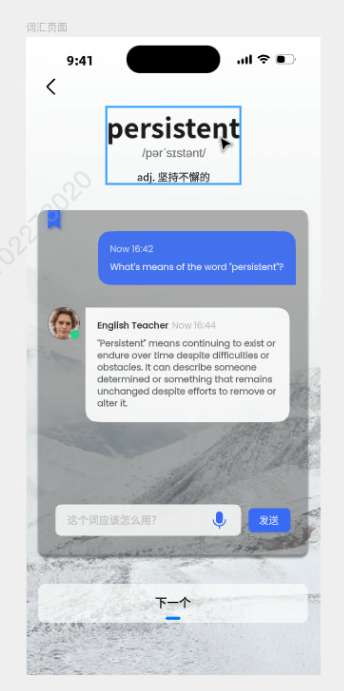 词汇页面
9:41
persistent
/pərˈsɪstənt/
adj. 坚持不懈的
Now 16:42
What's means of the word "persistent"?
English Teacher Now 16:44
"Persistent" means continuing to exist or
endure over time despite difficulties or
obstacles. It can describe someone
determined or something that remains
unchanged despite efforts to remove or
alter it.
这个词应该怎么用？
发送
下一个